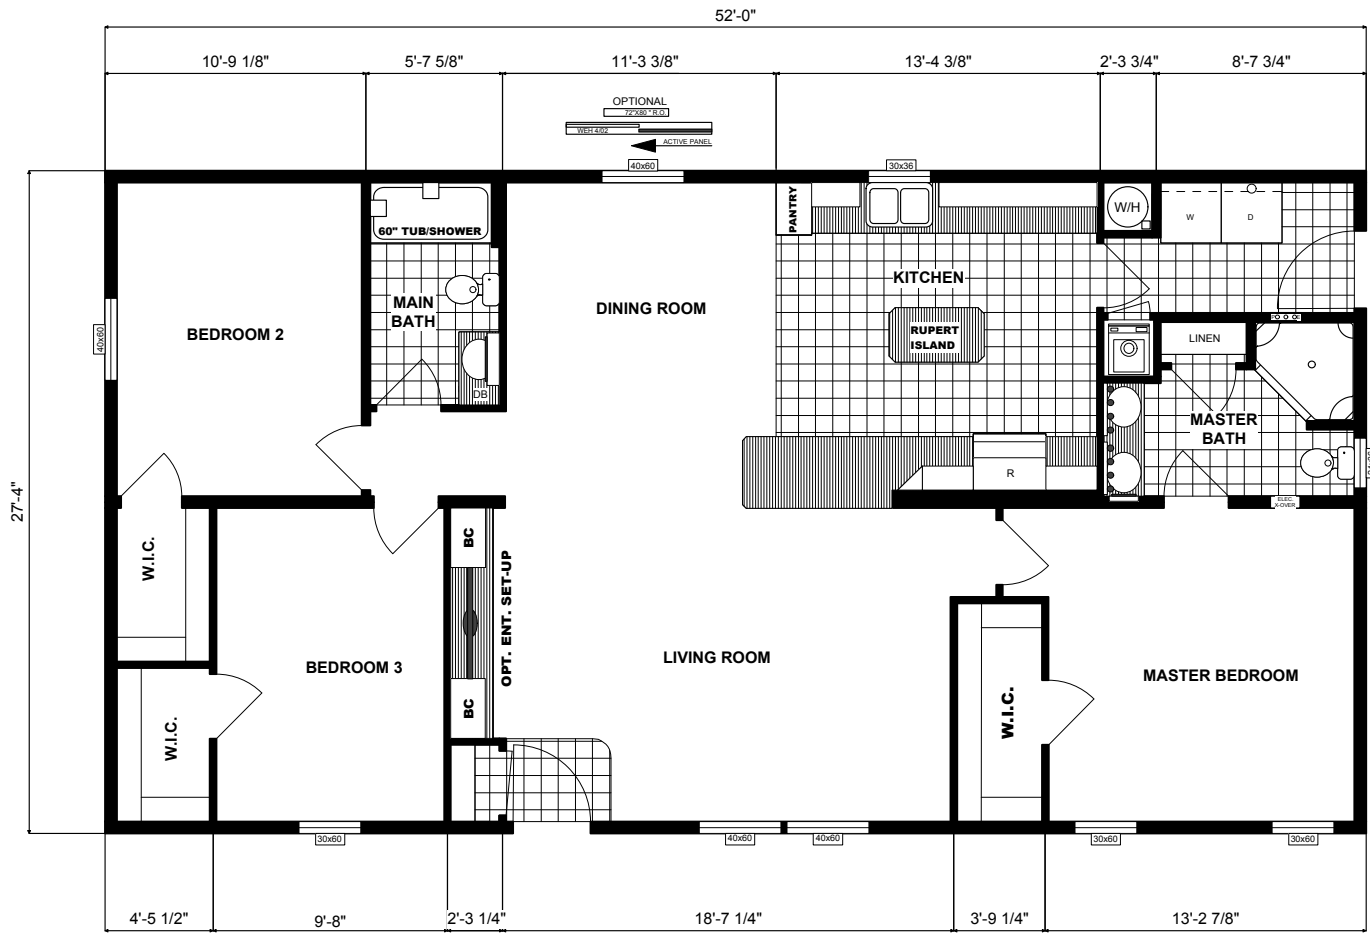 52'-0"
10'-9 1/8"
5'-7 5/8"
11'-3 3/8"
13'-4 3/8"
2'-3 3/4"
8'-7 3/4"
OPTIONAL
72"X80 " R.O.
WEH 4/02
ACTIVE PANEL
40x60
30x36
PANTRY
W/H
W
D
60" TUB/SHOWER
KITCHEN
MAIN
BATH
DINING ROOM
BEDROOM 2
40x60
RUPERT
ISLAND
LINEN
DB
MASTER
BATH
R
ELEC.
X-OVER
27'-4"
W.I.C.
BC
OPT. ENT. SET-UP
BEDROOM 3
LIVING ROOM
MASTER BEDROOM
BC
W.I.C.
W.I.C.
30x60
40x60
40x60
30x60
30x60
4'-5 1/2"
9'-8"
2'-3 1/4"
18'-7 1/4"
3'-9 1/4"
13'-2 7/8"